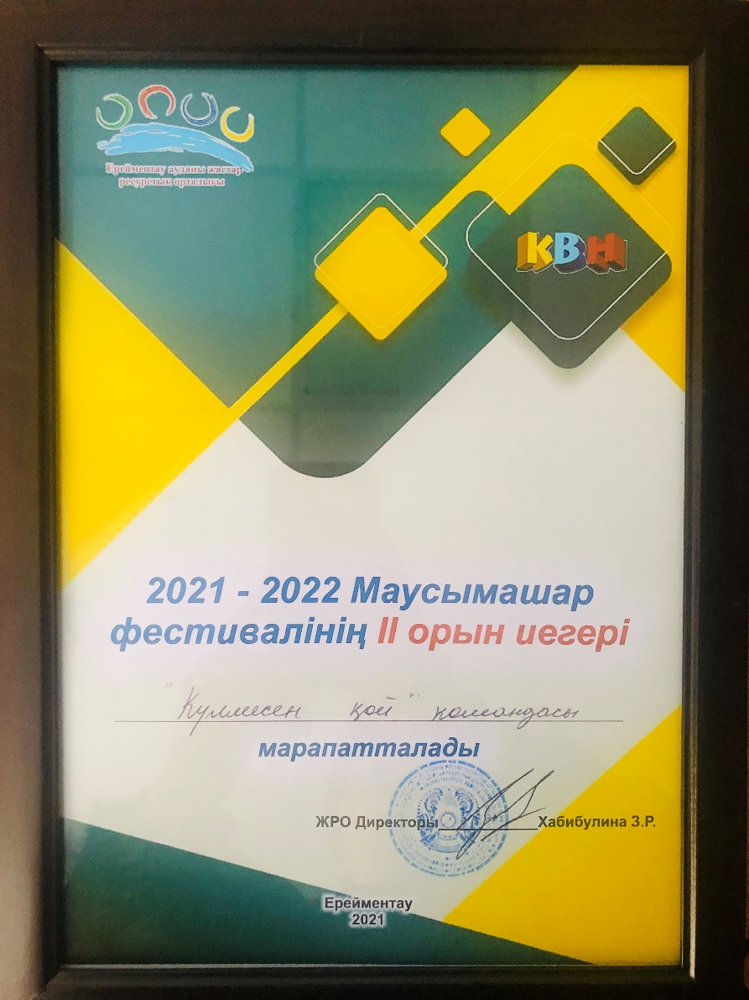 Ерейментау ауданы жастар
ресурстық орталығы
КВН
2021 - 2022 Маусымашар
фестивалінің II орын иегері
"Күлмесең қой" командасы
марапатталады
ЖРО Директоры Хабибулина З.Р.
Ерейментау
2021